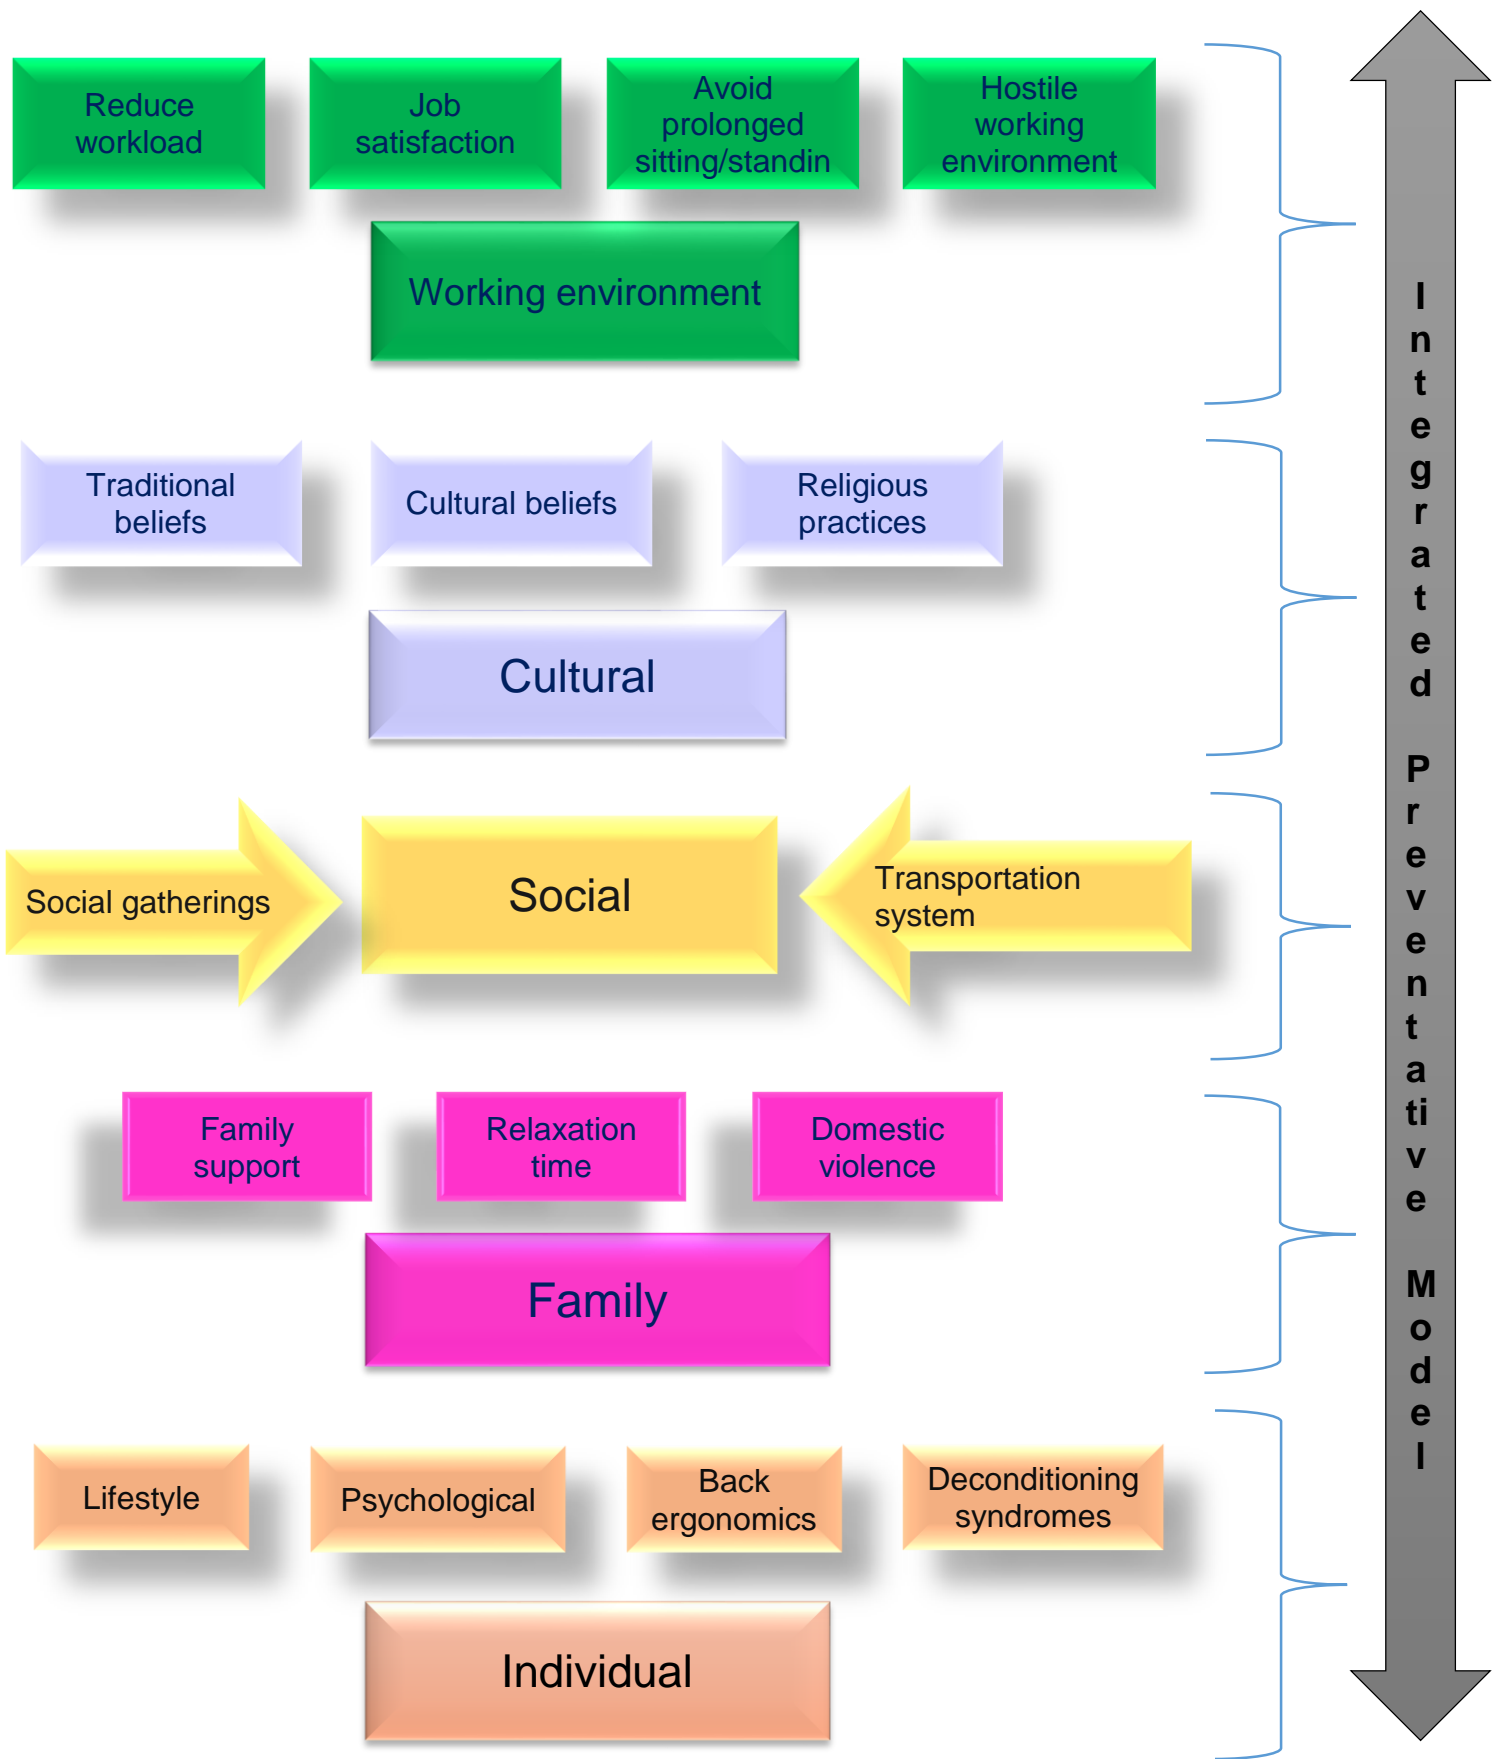 Reduce
workload
Job
satisfaction
Avoid
prolonged
sitting/standin
Hostile
working
environment
Working environment
Traditional
beliefs
Cultural beliefs
Religious
practices
Cultural
Social gatherings
Social
Transportation
system
Family
support
Relaxation
time
Domestic
violence
Family
Lifestyle
Psychological
Back
ergonomics
Deconditioning
syndromes
Individual
Integrated Preventative Model